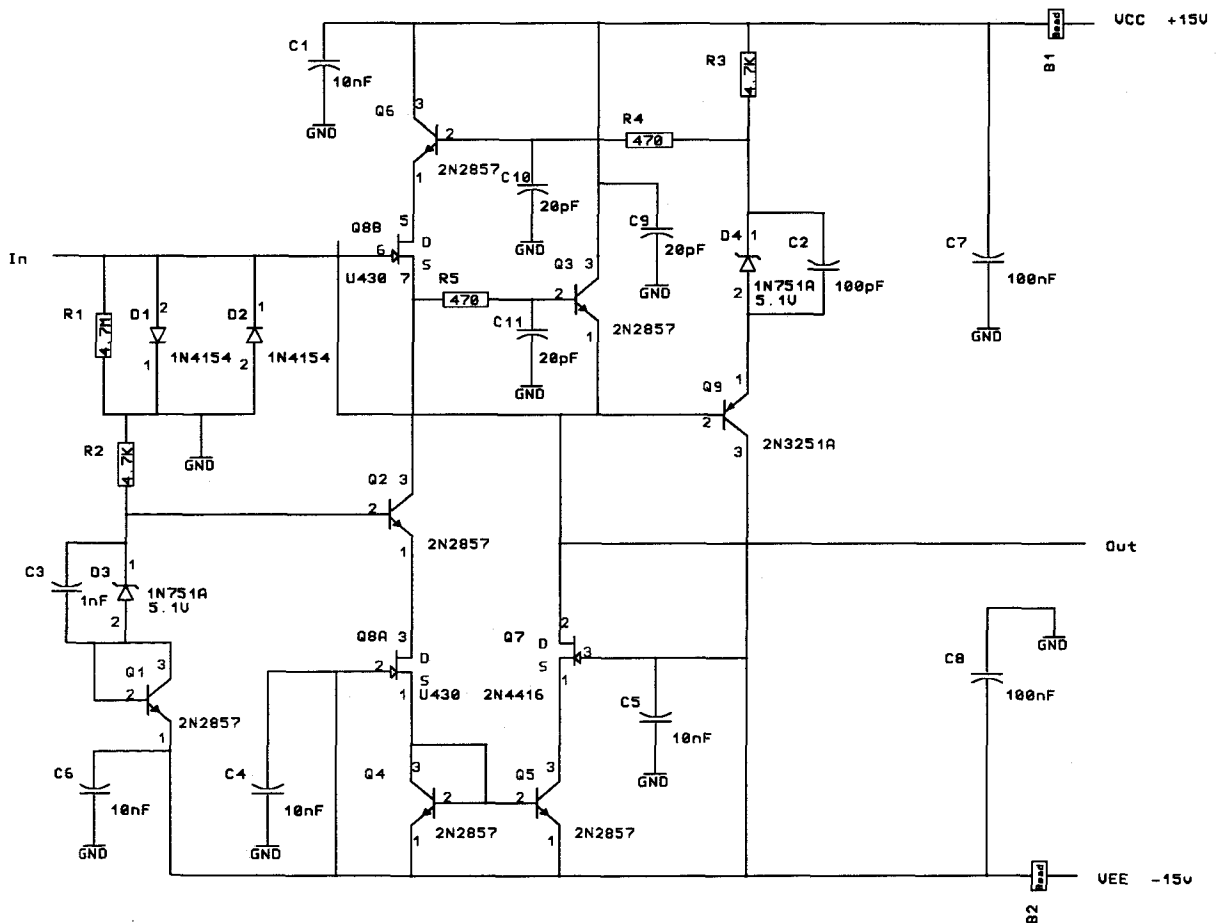 VCC +15V
Bead
B1
C1
10nF
GND
R3
4.7K
Q6
3
2
1
2N2857
R4
470
C10
20pF
GND
C9
20pF
GND
D4
1
2
1N751A
5.1V
C2
100pF
C7
100nF
GND
In
Q8B
5
D
6
S
7
U430
R5
470
Q3
3
2
1
2N2857
C11
20pF
GND
R1
4.7M
D1
2
1
1N4154
D2
1
2
1N4154
GND
R2
4.7K
Q9
1
2
3
2N3251A
Q2
3
2
1
2N2857
Out
C3
1nF
D3
1
2
1N751A
5.1V
Q8A
3
D
2
S
1
U430
Q7
2
D
3
S
1
2N4416
GND
C8
100nF
Q1
3
2
1
2N2857
C5
10nF
GND
C6
10nF
GND
C4
10nF
GND
Q4
3
2
1
2N2857
Q5
3
2
1
2N2857
Bead
VEE -15V
B2